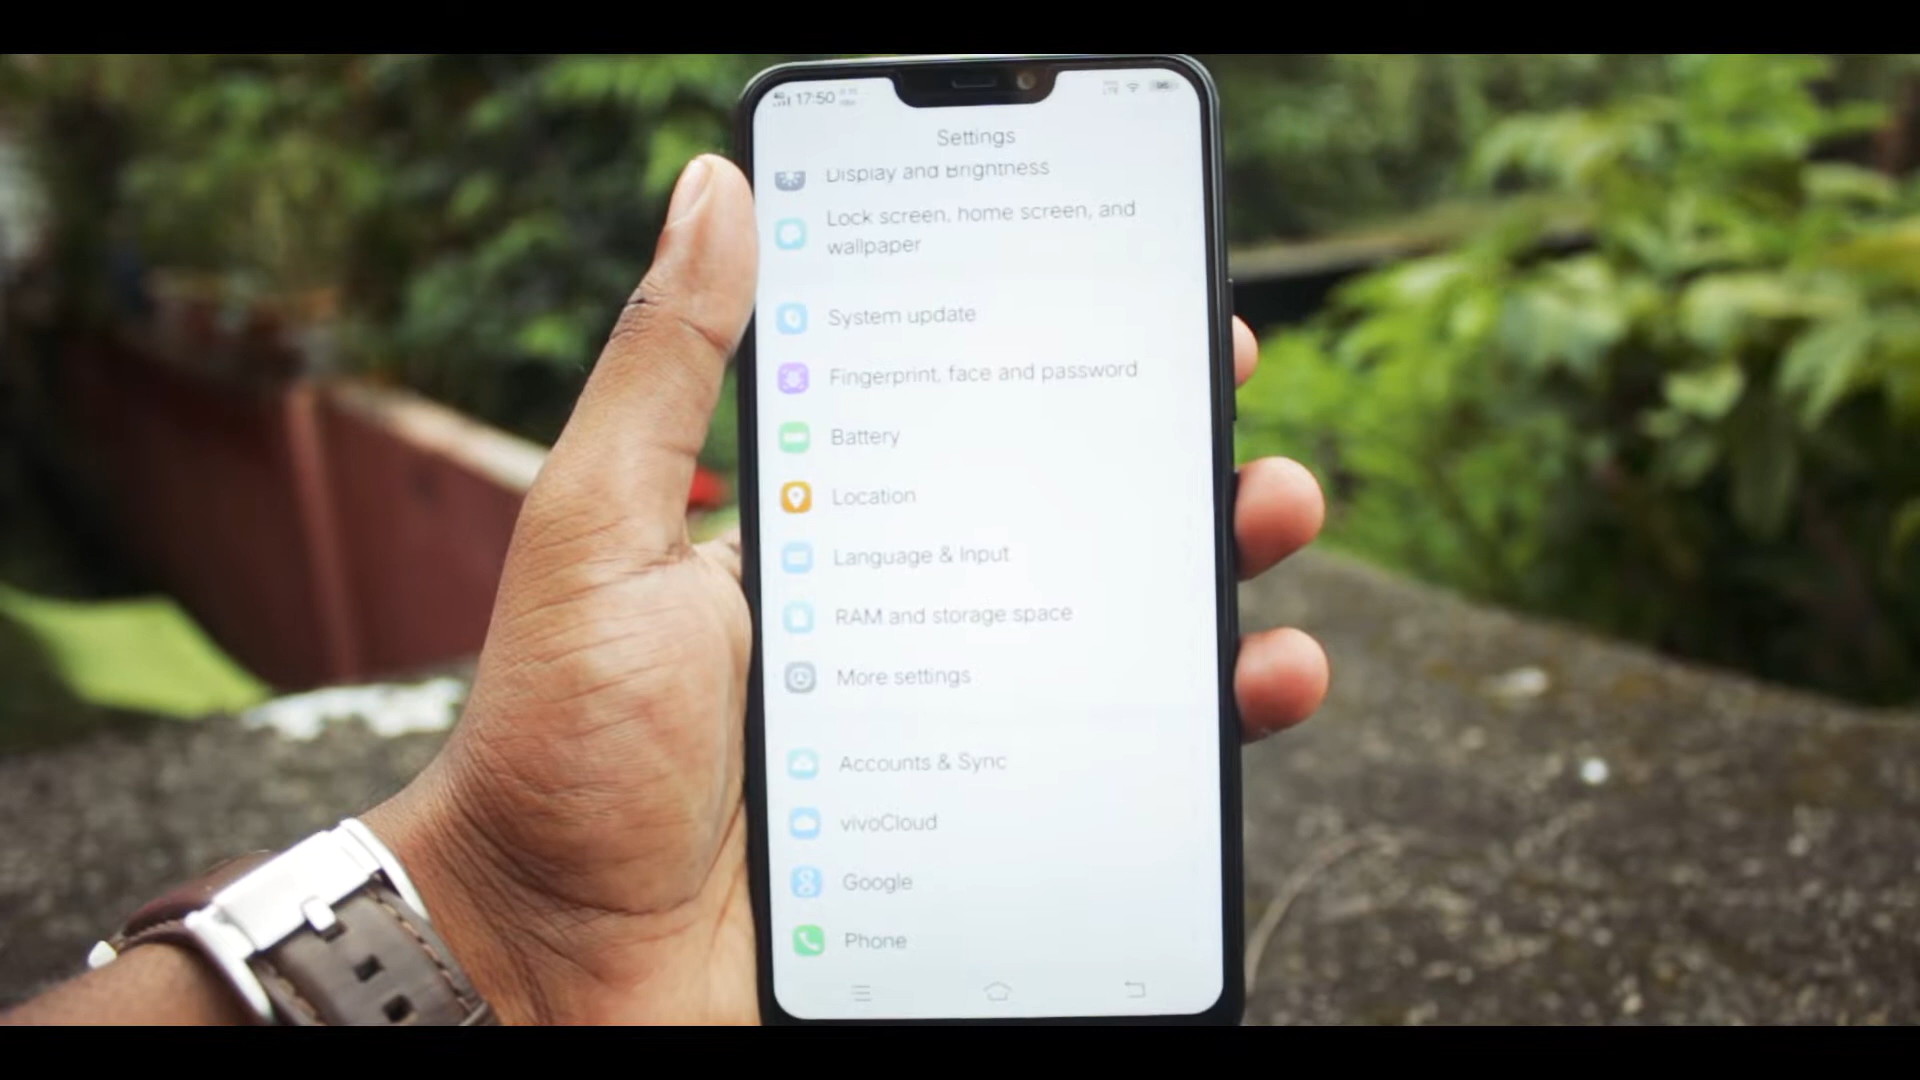 17:50
Settings
Display and Brightness
Lock screen, home screen, and
wallpaper
System update
Fingerprint, face and password
Battery
Location
Language & Input
RAM and storage space
More settings
Accounts & Sync
vivoCloud
Google
Phone